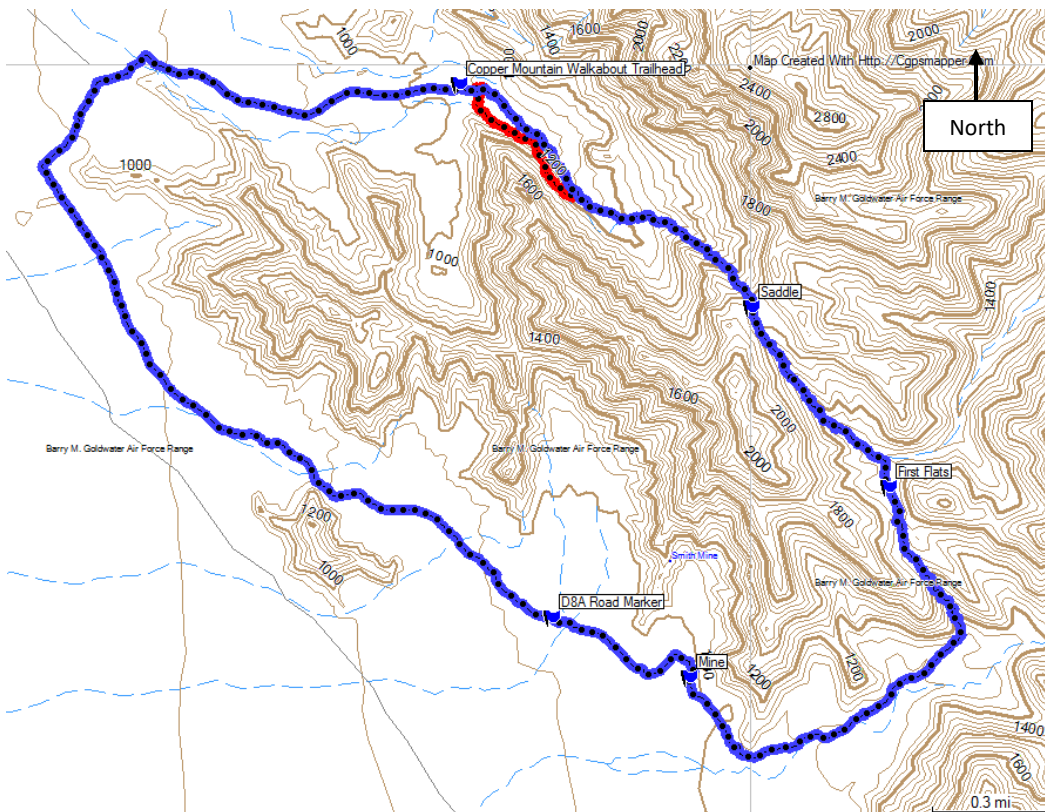 2000
1600
1400
2000
1000
2200
Map Created With Http://Cgpsmapper.com
Copper Mountain Walkabout Trailhead
2400
North
2800
2000
2400
1000
1200
1600
1800
Barry M. Goldwater Air Force Range
1000
Saddle
1400
1400
1600
2000
2000
Barry M. Goldwater Air Force Range
Barry M. Goldwater Air Force Range
First Flats
1200
1800
1000
Smith Mine
Barry M. Goldwater Air Force Range
D8A Road Marker
Mine
1200
1200
1400
1600
0.3 mi